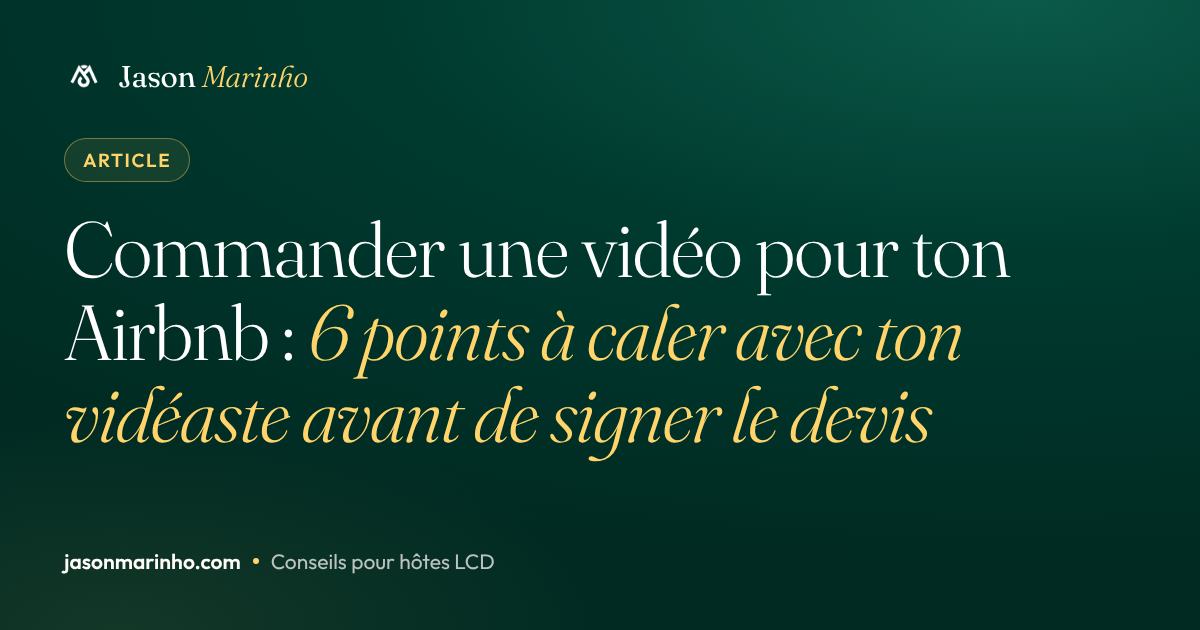 Jason Marinho
ARTICLE
Commander une vidéo pour ton
Airbnb : 6 points à caler avec ton
vidéaste avant de signer le devis
jasonmarinho.com • Conseils pour hôtes LCD